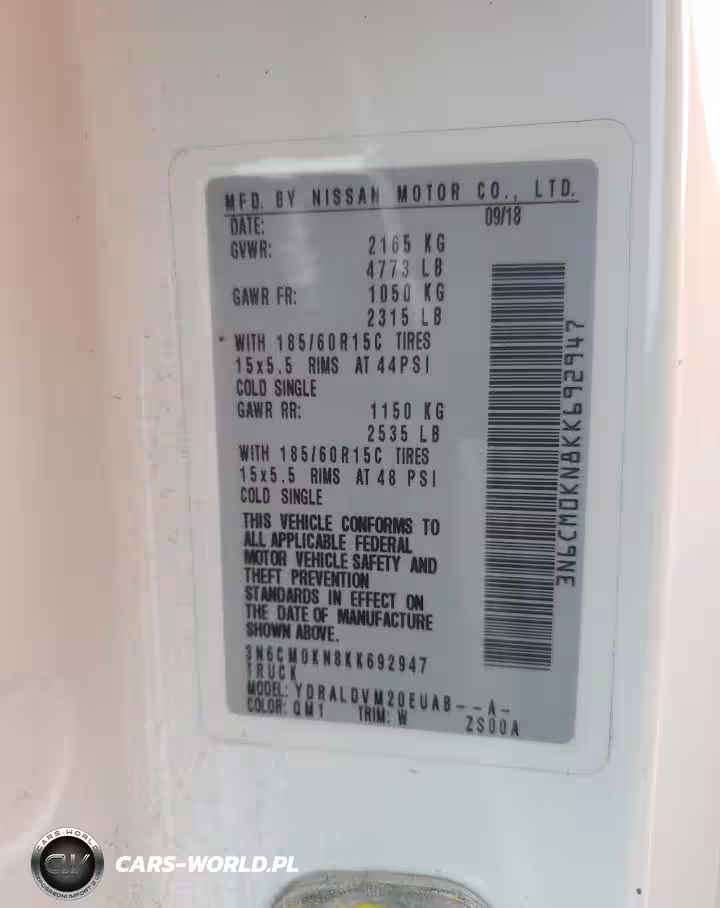 MFD. BY NISSAN MOTOR CO., LTD.
DATE: 09/18
GVWR: 2165 KG
4773 LB
GAWR FR: 1050 KG
2315 LB
WITH 185/60R15C TIRES
15x5.5 RIMS AT 44PSI
COLD SINGLE
GAWR RR: 1150 KG
2535 LB
WITH 185/60R15C TIRES
15x5.5 RIMS AT 48 PSI
COLD SINGLE
THIS VEHICLE CONFORMS TO
ALL APPLICABLE FEDERAL
MOTOR VEHICLE SAFETY AND
THEFT PREVENTION
STANDARDS IN EFFECT ON
THE DATE OF MANUFACTURE
SHOWN ABOVE.
3N6CM0KN8KK692947
TRUCK
MODEL: YDRALDVM20EUAB--A-
COLOR: QM1 TRIM: W ZS00A
3N6CM0KN8KK692947
CARS-WORLD
CW
CARS-WORLD.PL